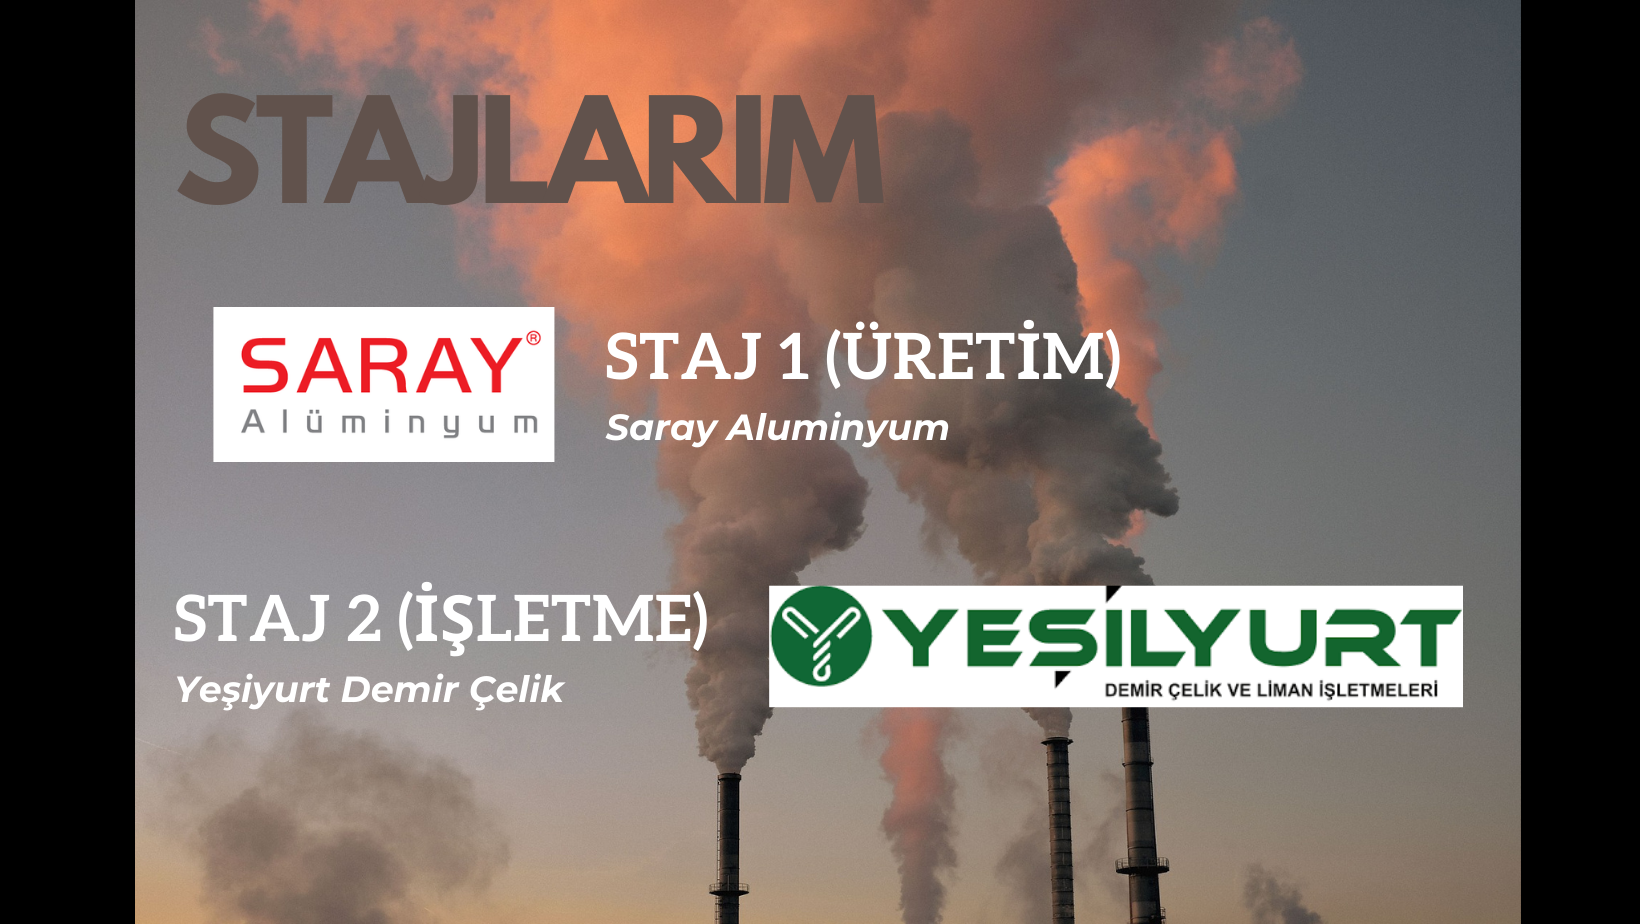 STAJLARIM
SARAY®
Alüminyum
STAJ 1 (ÜRETİM)
Saray Aluminyum
STAJ 2 (İŞLETME)
Yeşiyurt Demir Çelik
YEŞİLYURT
DEMİR ÇELİK VE LİMAN İŞLETMELERİ